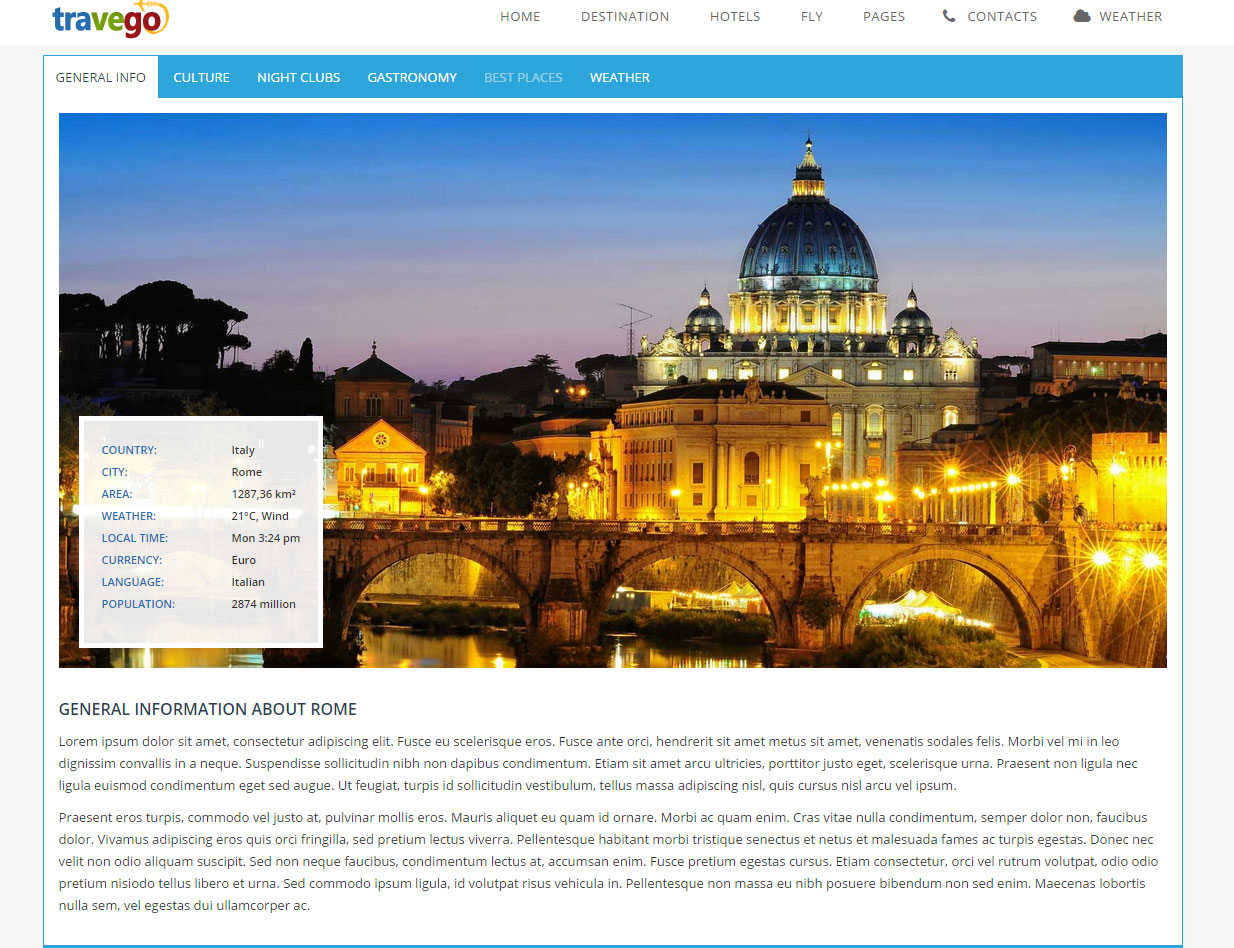 travego
HOME DESTINATION HOTELS FLY PAGES CONTACTS WEATHER
GENERAL INFO CULTURE NIGHT CLUBS GASTRONOMY BEST PLACES WEATHER
COUNTRY: Italy
CITY: Rome
AREA: 1287,36 km²
WEATHER: 21°C, Wind
LOCAL TIME: Mon 3:24 pm
CURRENCY: Euro
LANGUAGE: Italian
POPULATION: 2874 million
GENERAL INFORMATION ABOUT ROME
Lorem ipsum dolor sit amet, consectetur adipiscing elit. Fusce eu scelerisque eros. Fusce ante orci, hendrerit sit amet metus sit amet, venenatis sodales felis. Morbi vel mi in leo
dignissim convallis in a neque. Suspendisse sollicitudin nibh non dapibus condimentum. Etiam sit amet arcu ultricies, porttitor justo eget, scelerisque urna. Praesent non ligula nec
ligula euismod condimentum eget sed augue. Ut feugiat, turpis id sollicitudin vestibulum, tellus massa adipiscing nisl, quis cursus nisl arcu vel ipsum.
Praesent eros turpis, commodo vel justo at, pulvinar mollis eros. Mauris aliquet eu quam id ornare. Morbi ac quam enim. Cras vitae nulla condimentum, semper dolor non, faucibus
dolor. Vivamus adipiscing eros quis orci fringilla, sed pretium lectus viverra. Pellentesque habitant morbi tristique senectus et netus et malesuada fames ac turpis egestas. Donec nec
velit non odio aliquam suscipit. Sed non neque faucibus, condimentum lectus at, accumsan enim. Fusce pretium egestas cursus. Etiam consectetur, orci vel rutrum volutpat, odio odio
pretium nisiodo tellus libero et urna. Sed commodo ipsum ligula, id volutpat risus vehicula in. Pellentesque non massa eu nibh posuere bibendum non sed enim. Maecenas lobortis
nulla sem, vel egestas dui ullamcorper ac.